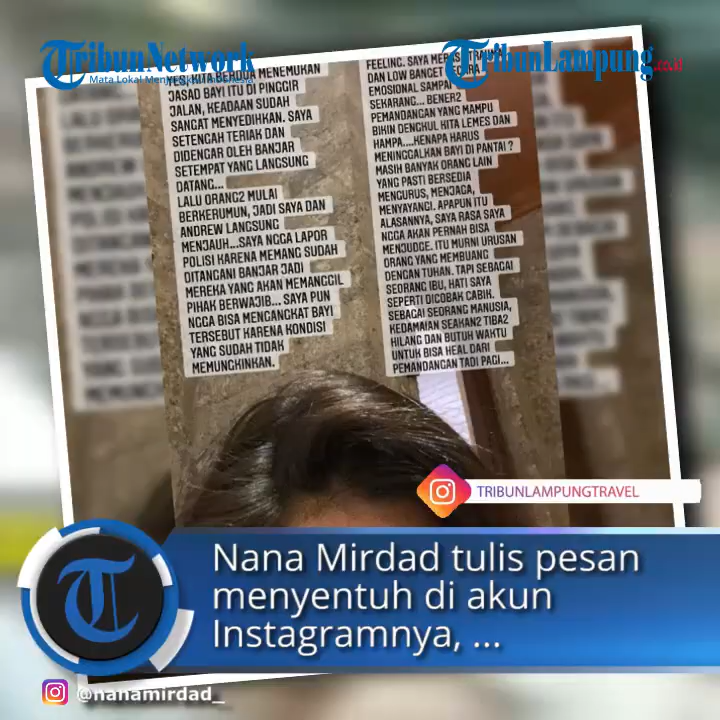 TribunNetwork
Mata Lokal Menjangkau Indonesia
TribunLampung.co.id
YES, KITA BERDUA MENEMUKAN
JASAD BAYI ITU DI PINGGIR
JALAN, KEADAAN SUDAH
SANGAT MENYEDIHKAN. SAYA
SETENGAH TERIAK DAN
DIDENGAR OLEH BANJAR
SETEMPAT YANG LANGSUNG
DATANG...
LALU ORANG2 MULAI
BERKERUMUN, JADI SAYA DAN
ANDREW LANGSUNG
MENJAUH...SAYA NGGA LAPOR
POLISI KARENA MEMANG SUDAH
DITANGANI BANJAR JADI
MEREKA YANG AKAN MEMANGGIL
PIHAK BERWAJIB... SAYA PUN
NGGA BISA MENGANGKAT BAYI
TERSEBUT KARENA KONDISI
YANG SUDAH TIDAK
MEMUNGKINKAN.
FEELING. SAYA
DAN LOW BANGET
EMOSIONAL SAMPAI
SEKARANG... BENER2
PEMANDANGAN YANG MAMPU
BIKIN DENGKUL KITA LEMES DAN
HAMPA....KENAPA HARUS
MENINGGALKAN BAYI DI PANTAI ?
MASIH BANYAK ORANG LAIN
YANG PASTI BERSEDIA
MENGURUS, MENJAGA,
MENYAYANGI. APAPUN ITU
ALASANNYA, SAYA RASA SAYA
NGGA AKAN PERNAH BISA
MENJUDGE. ITU MURNI URUSAN
ORANG YANG MEMBUANG
DENGAN TUHAN. TAPI SEBAGAI
SEORANG IBU, HATI SAYA
SEPERTI DICOBAK CABIK.
SEBAGAI SEORANG MANUSIA,
KEDAMAIAN SEAKAN2 TIBA2
HILANG DAN BUTUH WAKTU
UNTUK BISA HEAL DARI
PEMANDANGAN TADI PAGI...
TRIBUNLAMPUNGTRAVEL
T
Nana Mirdad tulis pesan
menyentuh di akun
Instagramnya, ...
@nanamirdad_